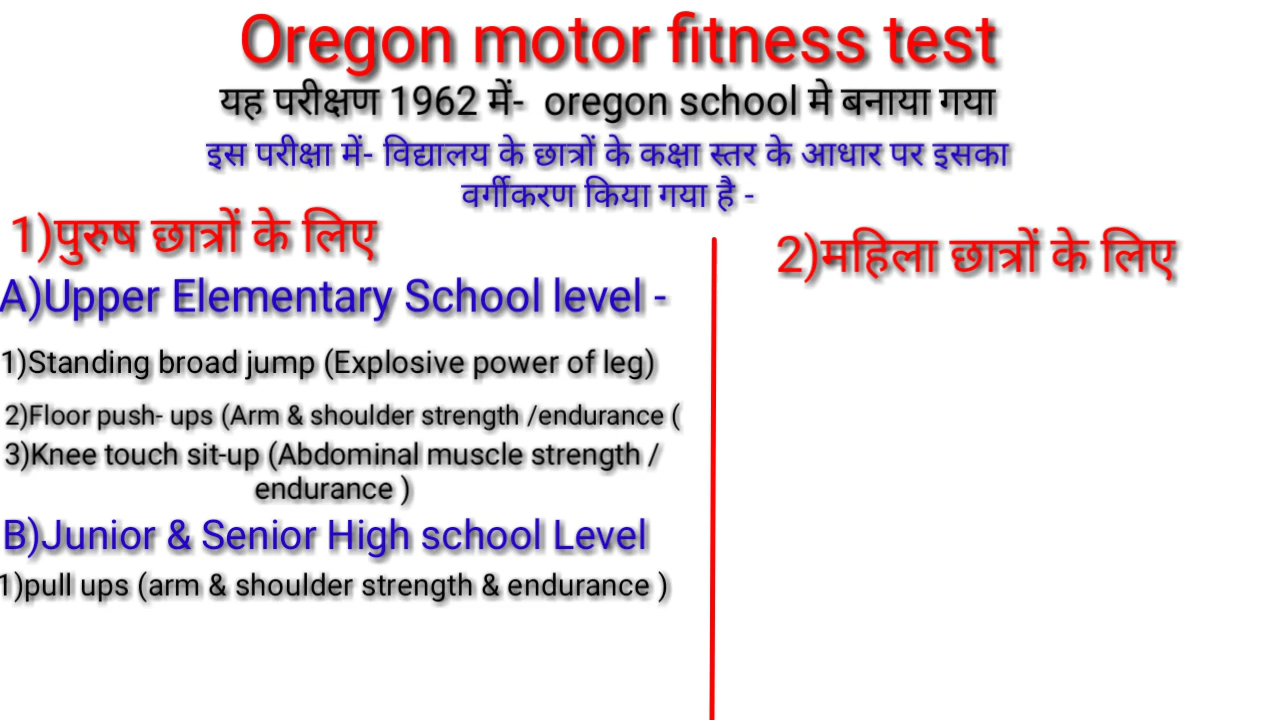 Oregon motor fitness test
यह परीक्षण 1962 में- oregon school मे बनाया गया
इस परीक्षा में- विद्यालय के छात्रों के कक्षा स्तर के आधार पर इसका
वर्गीकरण किया गया है -
1)पुरुष छात्रों के लिए
A)Upper Elementary School level -
1)Standing broad jump (Explosive power of leg)
2)Floor push- ups (Arm & shoulder strength /endurance (
3)Knee touch sit-up (Abdominal muscle strength /
endurance )
B)Junior & Senior High school Level
1)pull ups (arm & shoulder strength & endurance )
2)महिला छात्रों के लिए